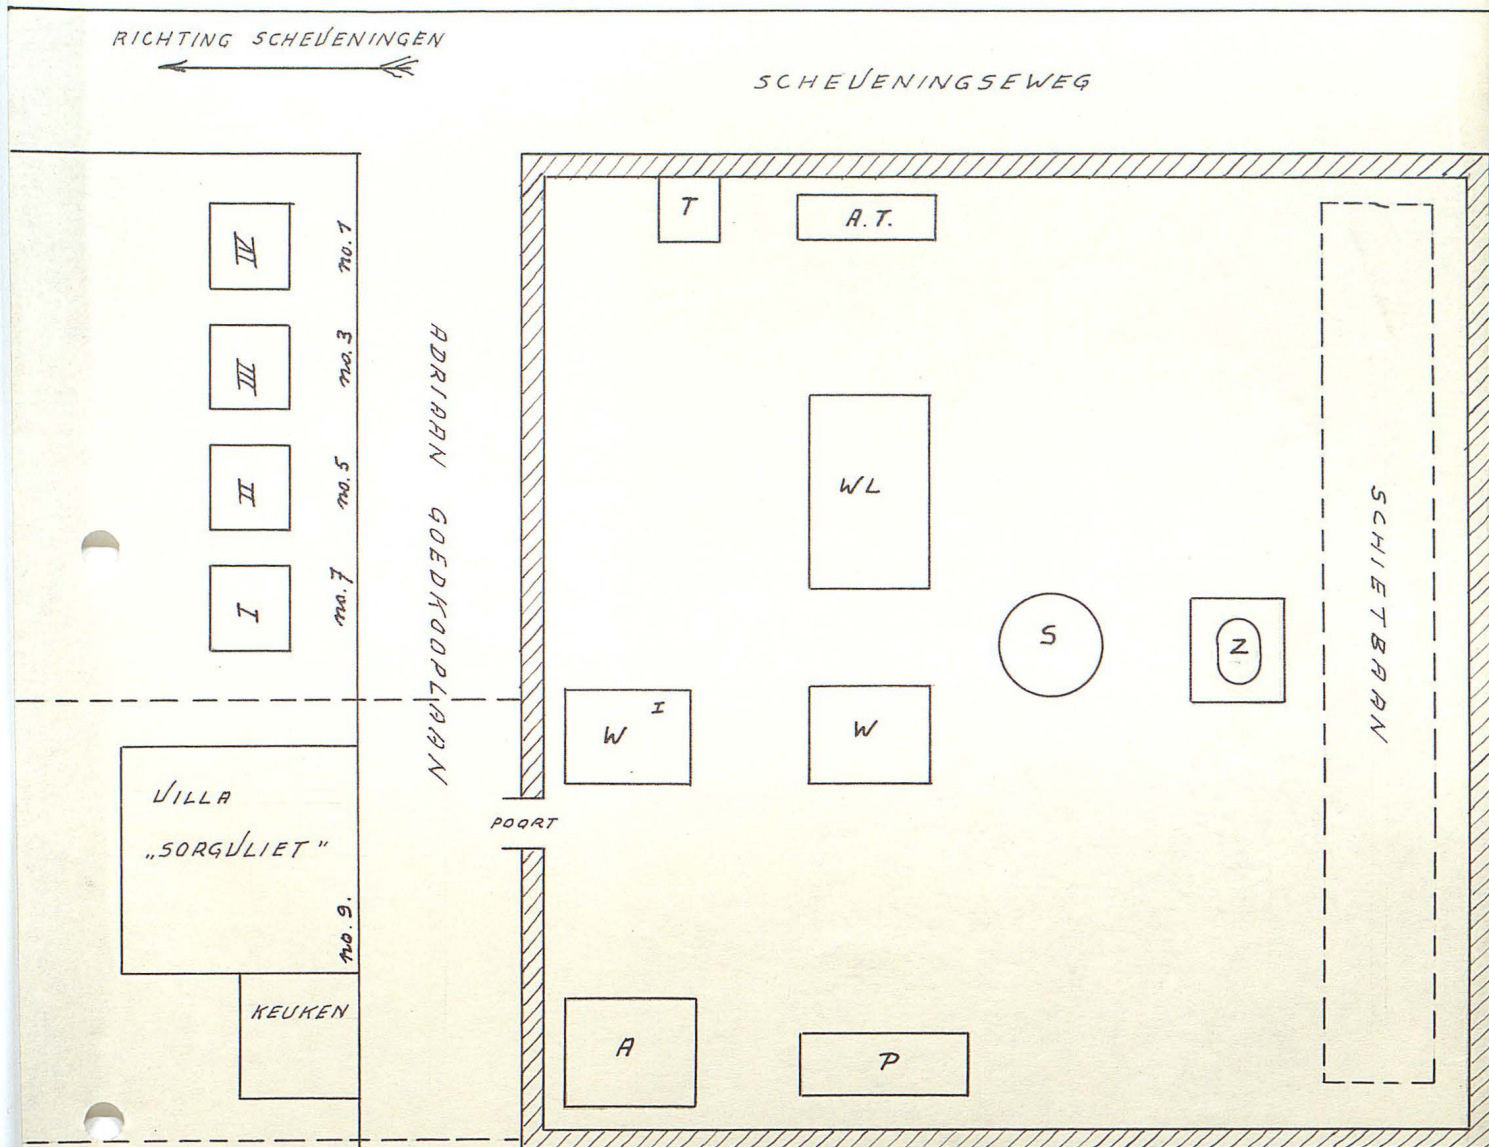 RICHTING SCHEVENINGEN
SCHEVENINGSEWEG
T
A.T.
IV
no. 1
III
no. 3
II
no. 5
I
no. 7
ADRIAAN GOEDKOOPLAAN
WL
S
Z
SCHIETBAAN
W I
W
VILLA
„SORGVLIET"
no. 9.
POORT
KEUKEN
A
P